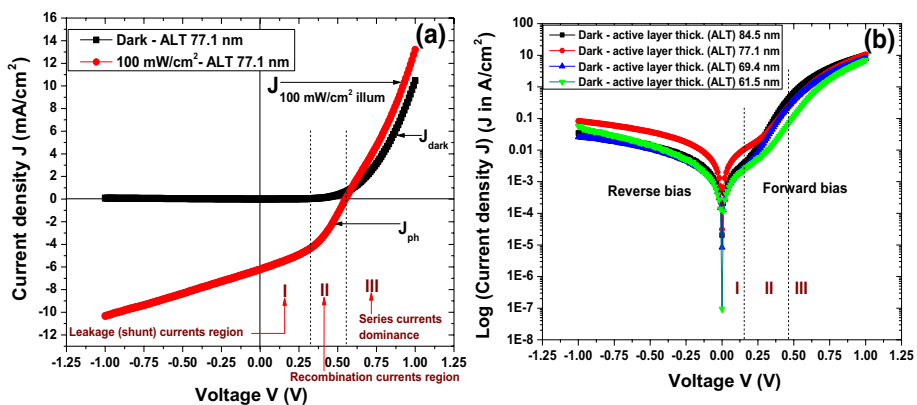 (a)
Dark - ALT 77.1 nm
100 mW/cm²- ALT 77.1 nm
J 100 mW/cm² illum
J dark
J ph
I
II
III
Leakage (shunt) currents region
Series currents
dominance
Recombination currents region
Current density J (mA/cm²)
16
14
12
10
8
6
4
2
0
-2
-4
-6
-8
-10
-12
-1.25 -1.00 -0.75 -0.50 -0.25 0.00 0.25 0.50 0.75 1.00 1.25
Voltage V (V)
(b)
Dark - active layer thick. (ALT) 84.5 nm
Dark - active layer thick. (ALT) 77.1 nm
Dark - active layer thick. (ALT) 69.4 nm
Dark - active layer thick. (ALT) 61.5 nm
Reverse bias
Forward bias
I
II
III
Log (Current density J) (J in A/cm²)
100
10
1
0.1
0.01
1E-3
1E-4
1E-5
1E-6
1E-7
1E-8
-1.25 -1.00 -0.75 -0.50 -0.25 0.00 0.25 0.50 0.75 1.00 1.25
Voltage V (V)